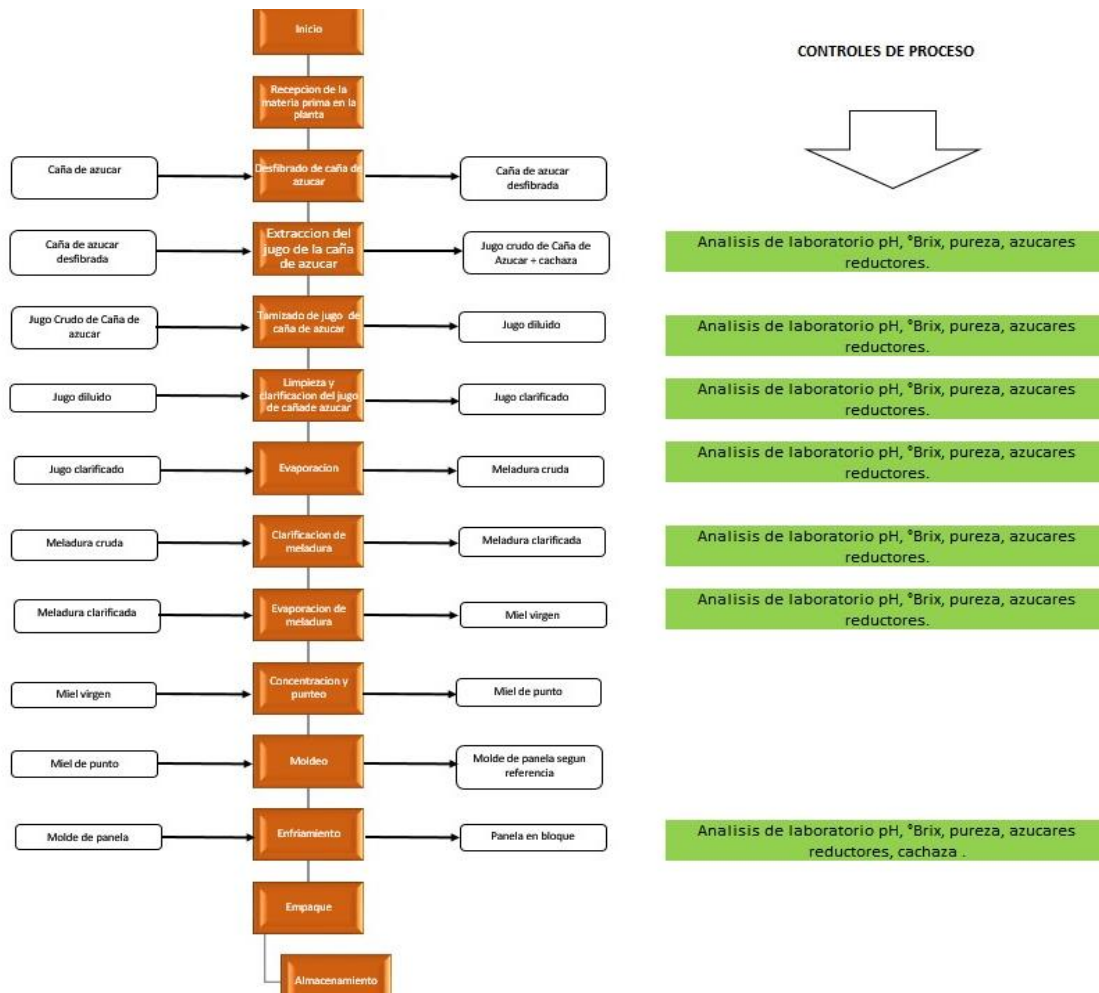 Inicio
CONTROLES DE PROCESO
Recepcion de la
materia prima en la
planta
Caña de azucar
Desfibrado de caña de
azucar
Caña de azucar
desfibrada
Caña de azucar
desfibrada
Extraccion del
jugo de la caña
de azucar
Jugo crudo de Caña de
Azucar + cachaza
Analisis de laboratorio pH, °Brix, pureza, azucares
reductores.
Jugo Crudo de Caña de
azucar
Tamizado de jugo de
caña de azucar
Jugo diluido
Analisis de laboratorio pH, °Brix, pureza, azucares
reductores.
Jugo diluido
Limpieza y
clarificacion del jugo
de cañade azucar
Jugo clarificado
Analisis de laboratorio pH, °Brix, pureza, azucares
reductores.
Jugo clarificado
Evaporacion
Meladura cruda
Analisis de laboratorio pH, °Brix, pureza, azucares
reductores.
Meladura cruda
Clarificacion de
meladura
Meladura clarificada
Analisis de laboratorio pH, °Brix, pureza, azucares
reductores.
Meladura clarificada
Evaporacion de
meladura
Miel virgen
Analisis de laboratorio pH, °Brix, pureza, azucares
reductores.
Miel virgen
Concentracion y
punteo
Miel de punto
Miel de punto
Moldeo
Molde de panela segun
referencia
Molde de panela
Enfriamiento
Panela en bloque
Analisis de laboratorio pH, °Brix, pureza, azucares
reductores, cachaza .
Empaque
Almacenamiento